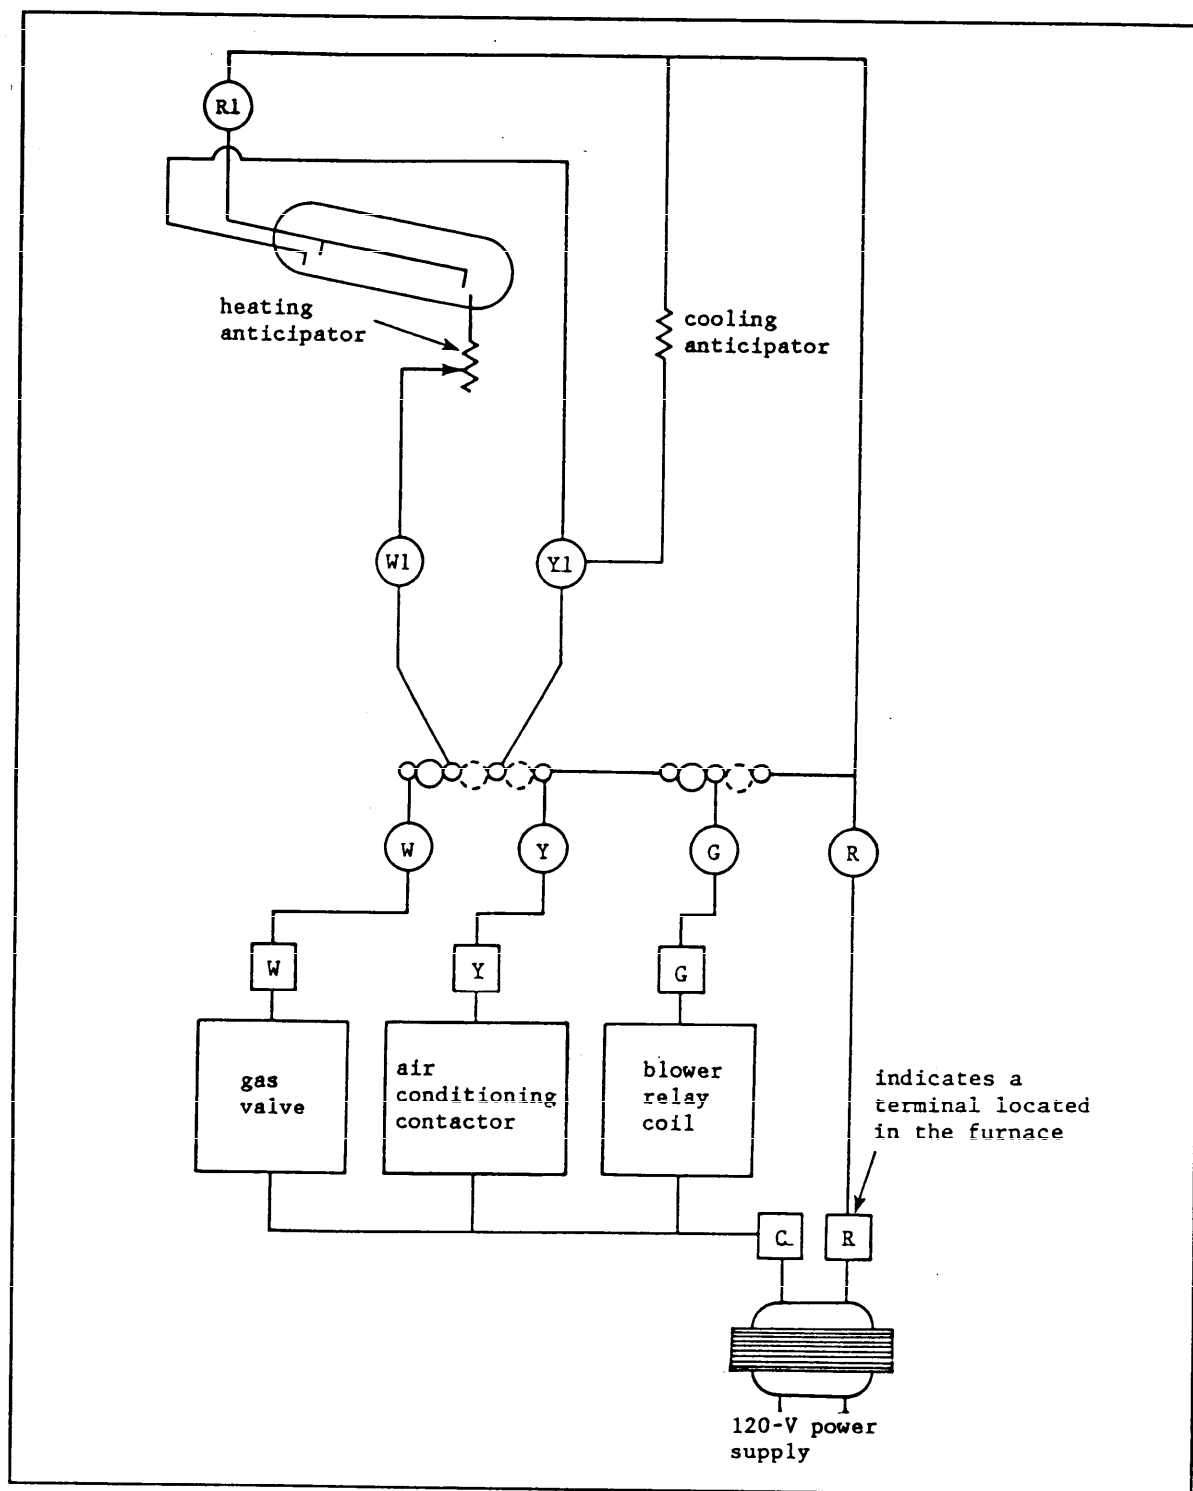 R1
heating
anticipator
cooling
anticipator
W1
Y1
W
Y
G
R
W
Y
G
gas
valve
air
conditioning
contactor
blower
relay
coil
indicates a
terminal located
in the furnace
C
R
120-V power
supply